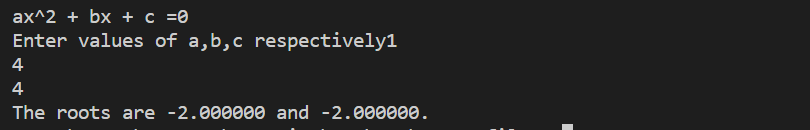 ax^2 + bx + c =0
Enter values of a,b,c respectively1
4
4
The roots are -2.000000 and -2.000000.